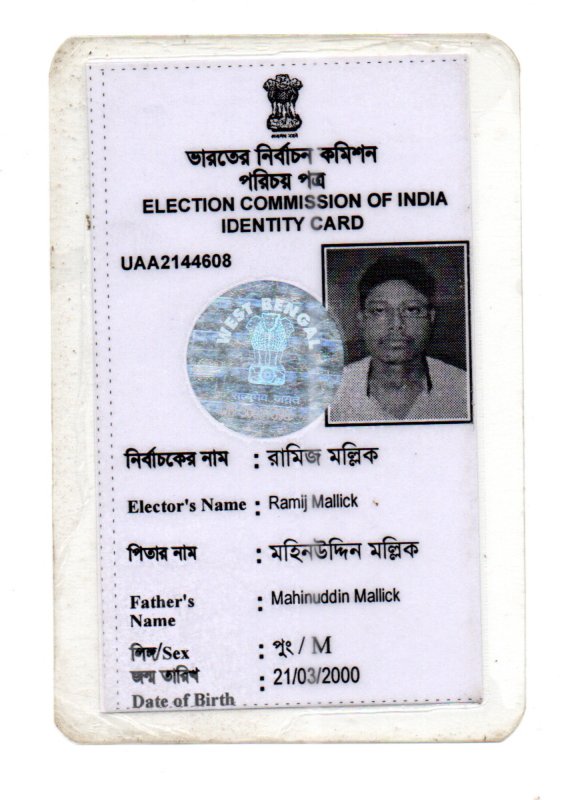 ভারতের নির্বাচন কমিশন
পরিচয় পত্র
ELECTION COMMISSION OF INDIA
IDENTITY CARD
UAA2144608
WEST BENGAL
নির্বাচকের নাম : রামিজ মল্লিক
Elector's Name : Ramij Mallick
পিতার নাম : মহিনউদ্দিন মল্লিক
Father's : Mahinuddin Mallick
Name
লিঙ্গ/Sex : পুং / M
জন্ম তারিখ : 21/03/2000
Date of Birth